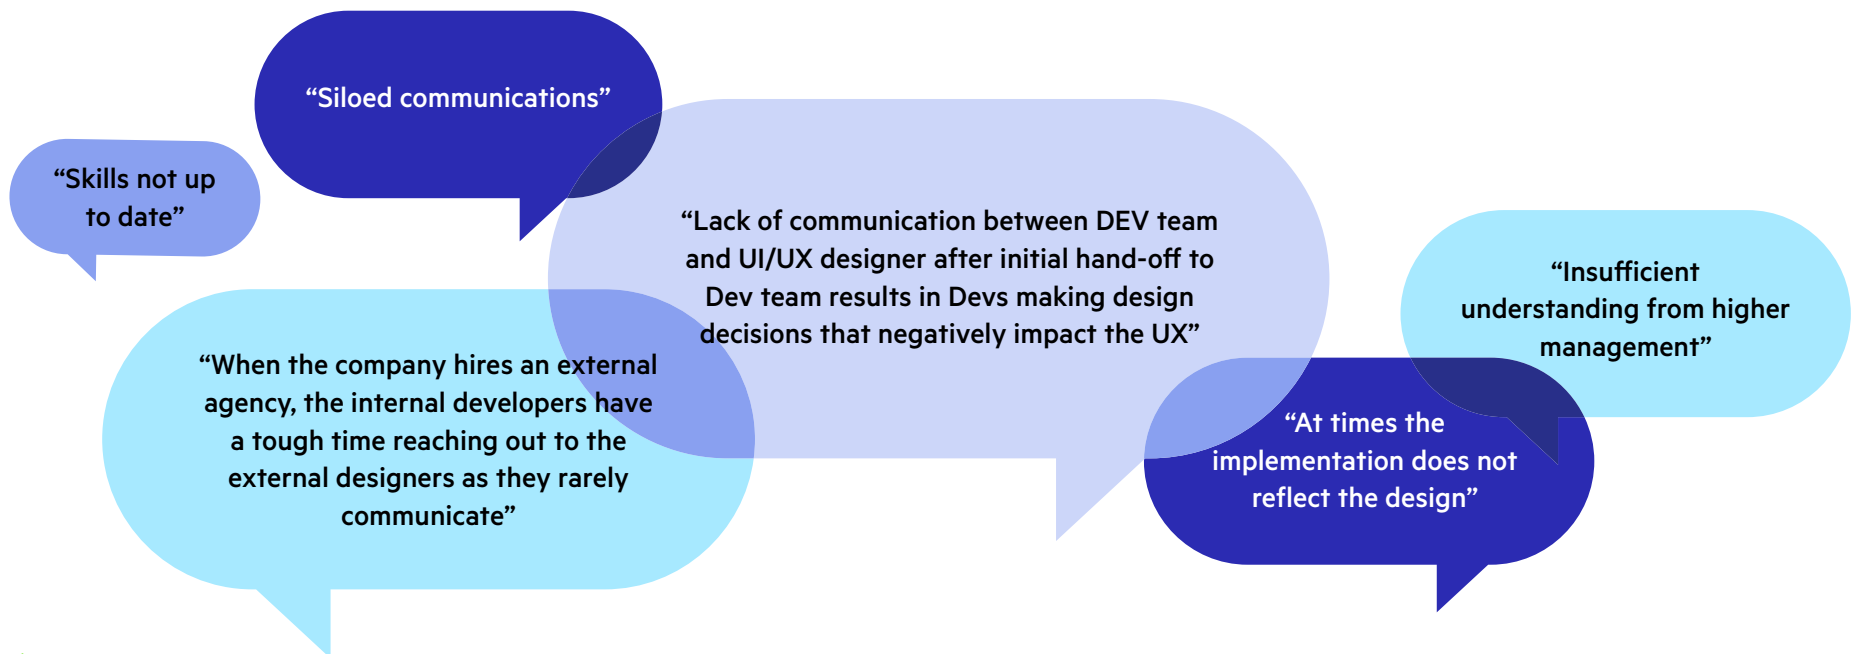 “Siloed communications”
“Skills not up
to date”
“Lack of communication between DEV team
and UI/UX designer after initial hand-off to
Dev team results in Devs making design
decisions that negatively impact the UX”
“Insufficient
understanding from higher
management”
“When the company hires an external
agency, the internal developers have
a tough time reaching out to the
external designers as they rarely
communicate”
“At times the
implementation does not
reflect the design”